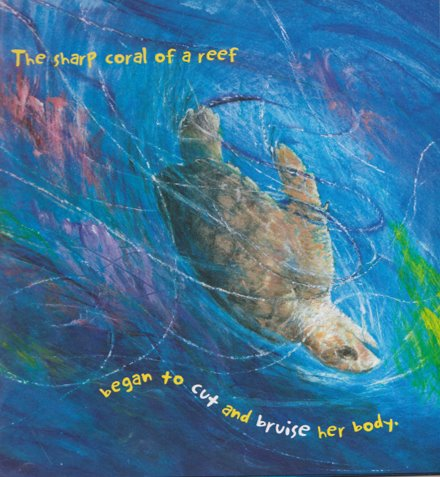 The sharp coral of a reef
began to cut and bruise her body.